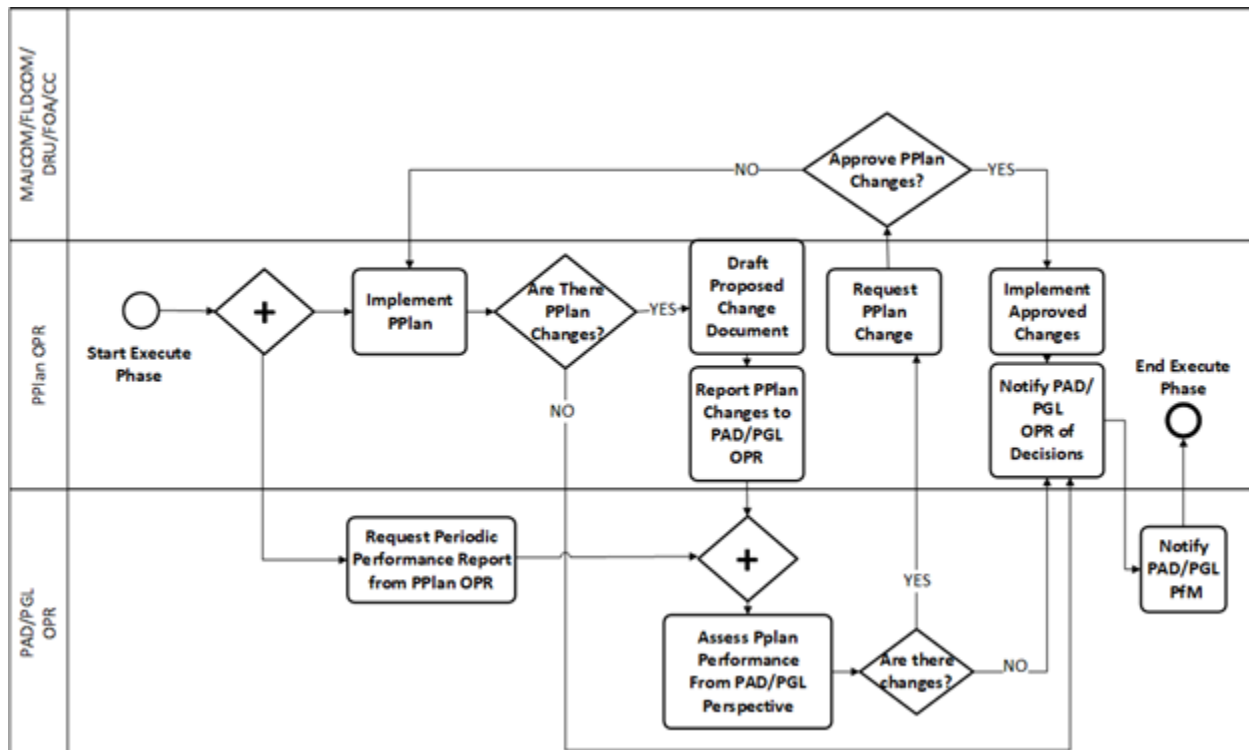 MAJCOM/FLDCOM/
DRU/FOA/CC
NO
Approve PPlan
Changes?
YES
PPlan OPR
Start Execute
Phase
+
Implement
PPlan
Are There
PPlan
Changes?
YES
NO
Draft
Proposed
Change
Document
Report PPlan
Changes to
PAD/PGL
OPR
Request
PPlan
Change
Implement
Approved
Changes
Notify PAD/
PGL
OPR of
Decisions
End Execute
Phase
PAD/PGL
OPR
Request Periodic
Performance Report
from PPlan OPR
+
Assess Pplan
Performance
From PAD/PGL
Perspective
Are there
changes?
YES
NO
Notify
PAD/PGL
PfM